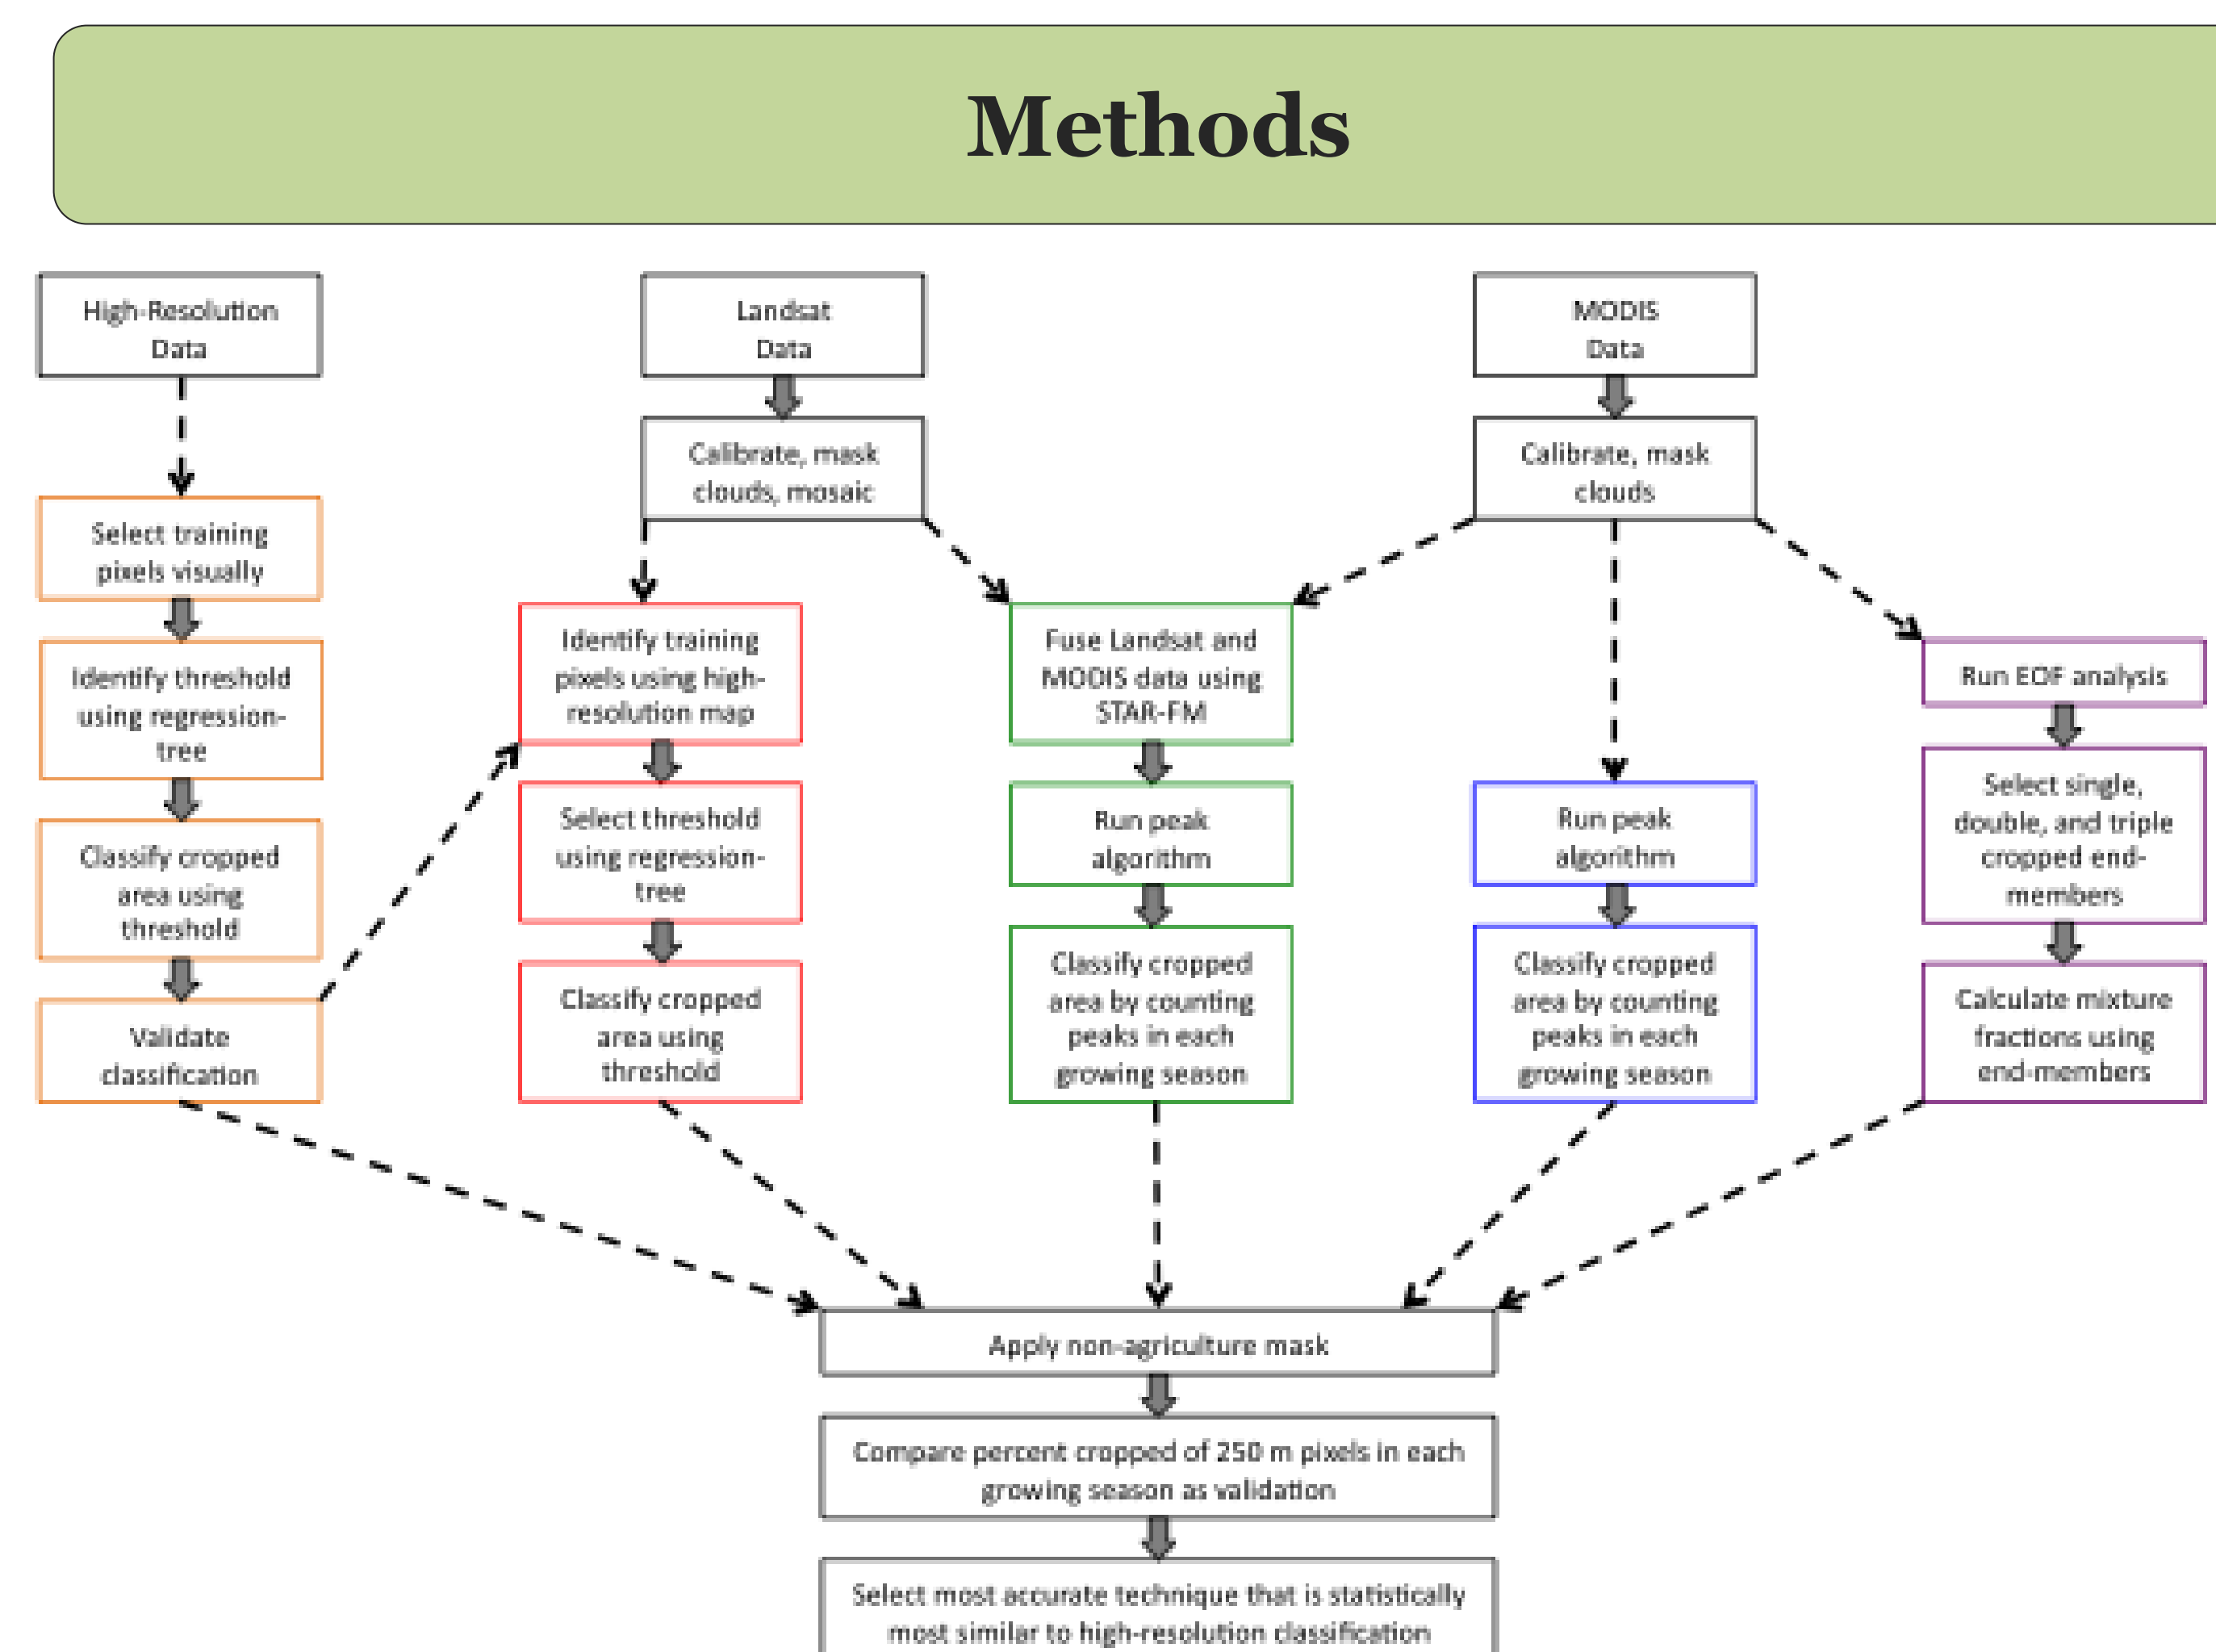 Methods
High-Resolution
Data
Landsat
Data
MODIS
Data
Calibrate, mask
clouds, mosaic
Calibrate, mask
clouds
Select training
pixels visually
Identify threshold
using regression-
tree
Classify cropped
area using
threshold
Validate
classification
Identify training
pixels using high-
resolution map
Select threshold
using regression-
tree
Classify cropped
area using
threshold
Fuse Landsat and
MODIS data using
STAR-FM
Run peak
algorithm
Classify cropped
area by counting
peaks in each
growing season
Run peak
algorithm
Classify cropped
area by counting
peaks in each
growing season
Run EOF analysis
Select single,
double, and triple
cropped end-
members
Calculate mixture
fractions using
end-members
Apply non-agriculture mask
Compare percent cropped of 250 m pixels in each
growing season as validation
Select most accurate technique that is statistically
most similar to high-resolution classification